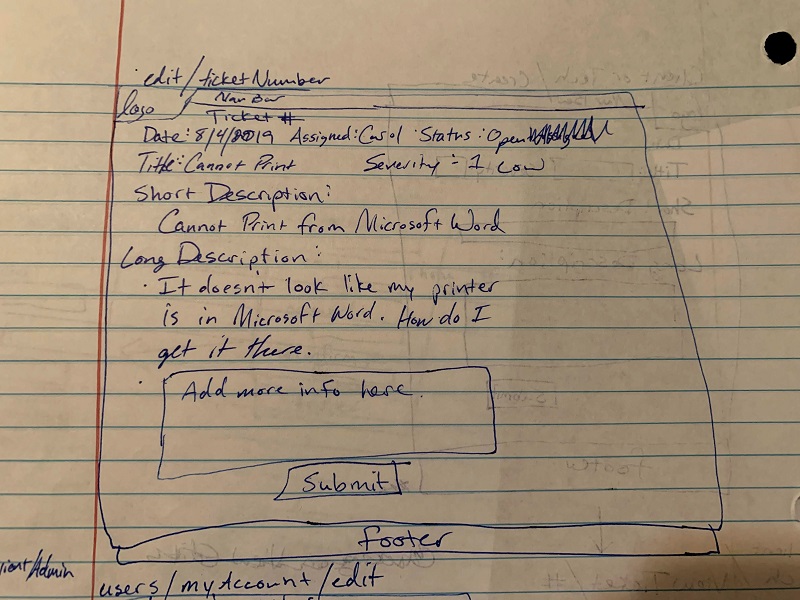 edit/ticketNumber
logo Nav Bar
Ticket #
Date: 8/4/2019 Assigned: Carol Status: Open
Title: Cannot Print Severity: 1 Low
Short Description:
Cannot Print from Microsoft Word
Long Description:
· It doesn't look like my printer
is in Microsoft Word. How do I
get it there.
· Add more info here.
Submit
footer
/Admin
users/myAccount/edit